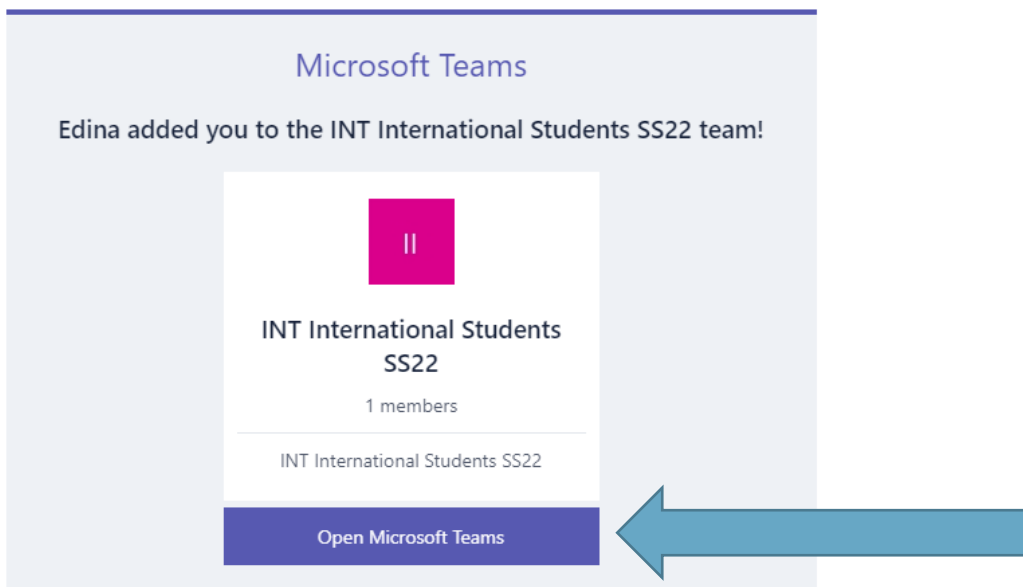 Microsoft Teams
Edina added you to the INT International Students SS22 team!
II
INT International Students
SS22
1 members
INT International Students SS22
Open Microsoft Teams